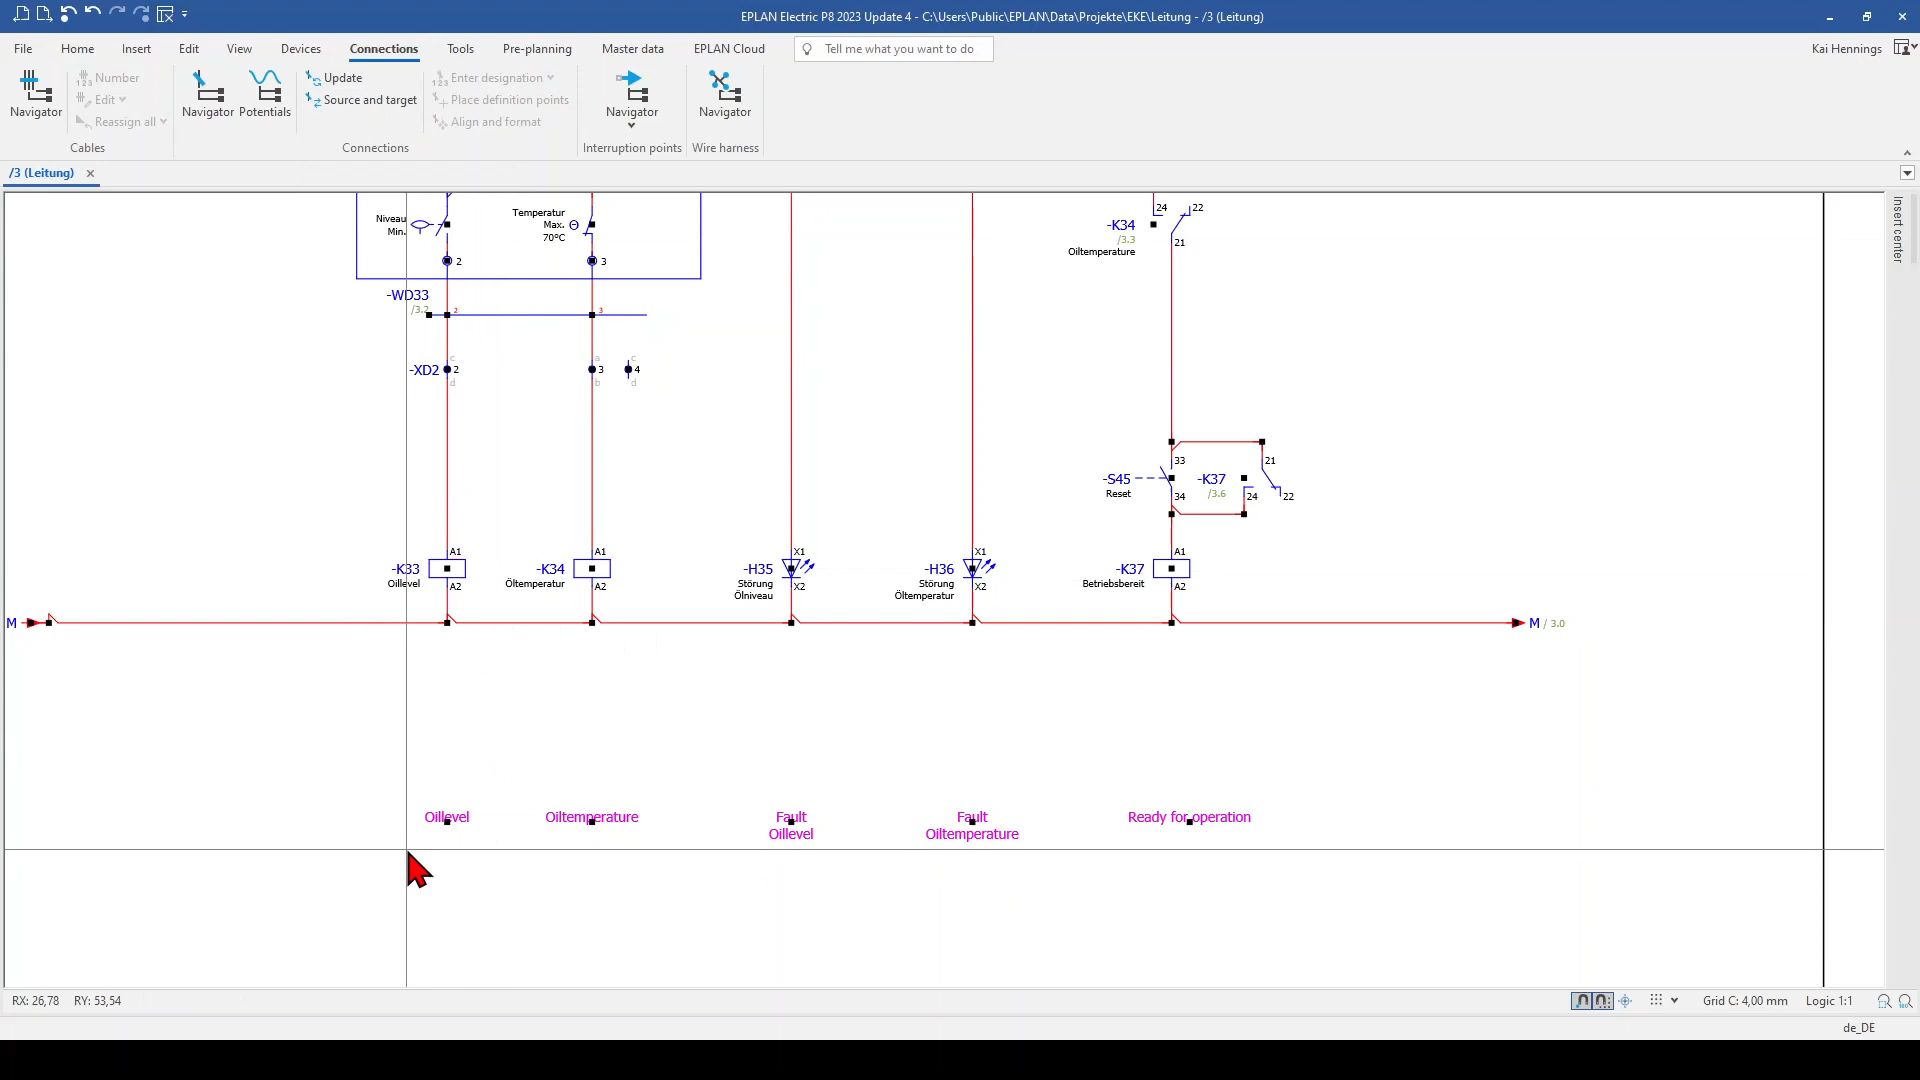 EPLAN Electric P8 2023 Update 4 - C:\Users\Public\EPLAN\Data\Projekte\EKE\Leitung - /3 (Leitung)
File Home Insert Edit View Devices Connections Tools Pre-planning Master data EPLAN Cloud Tell me what you want to do Kai Hennings
Navigator
Number
Edit
Reassign all
Cables
Navigator
Potentials
Update
Source and target
Enter designation
Place definition points
Align and format
Connections
Navigator
Interruption points
Navigator
Wire harness
/3 (Leitung)
Insert center
Niveau
Min.
2
Temperatur
Max.
70°C
3
24 22
-K34
/3.3
21
Oiltemperature
-WD33
/3.2
2
3
-XD2
c
2
d
a
3
b
c
4
d
33
-S45
Reset
34
-K37
/3.6
21
24 22
-K33
Oillevel
A1
A2
-K34
Öltemperatur
A1
A2
-H35
Störung
Ölniveau
X1
X2
-H36
Störung
Öltemperatur
X1
X2
-K37
Betriebsbereit
A1
A2
M
M / 3.0
Oillevel
Oiltemperature
Fault
Oillevel
Fault
Oiltemperature
Ready for operation
RX: 26,78 RY: 53,54
Grid C: 4,00 mm Logic 1:1
de_DE